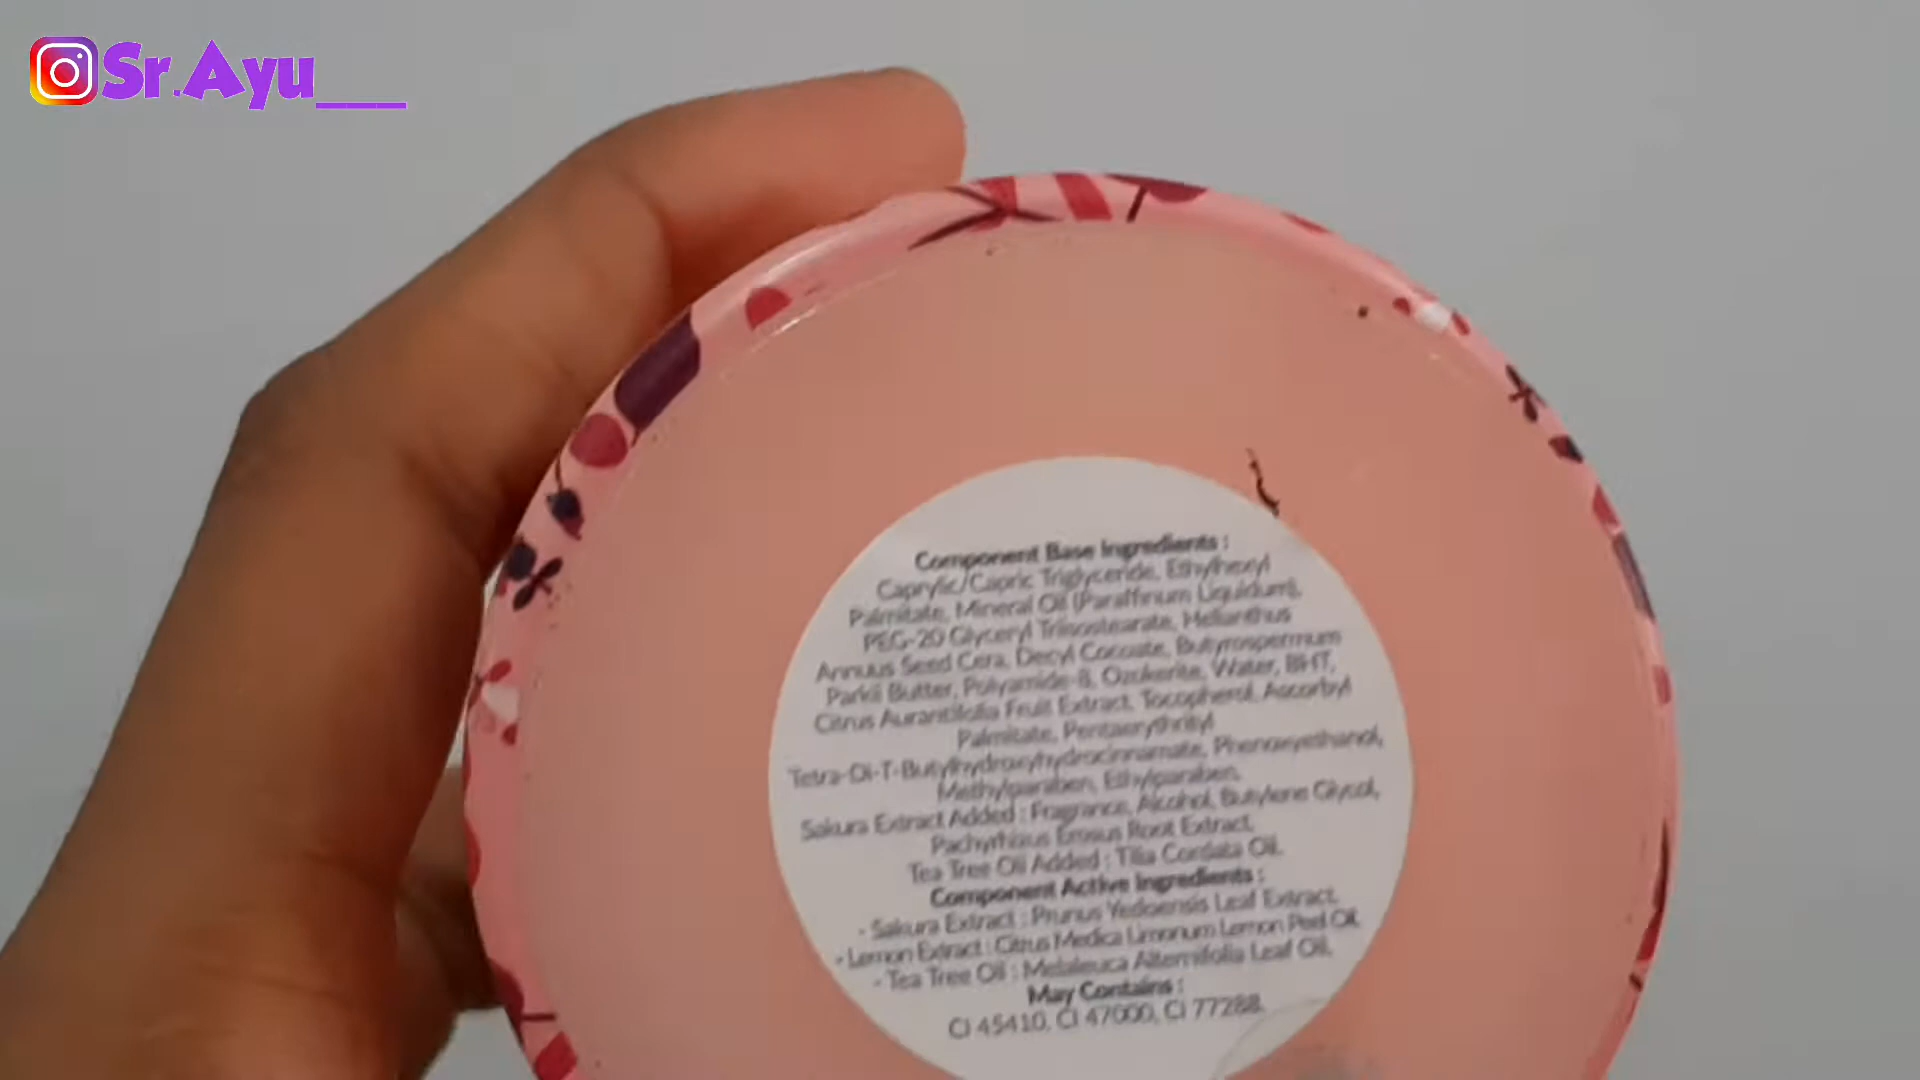 Sr.Ayu___
Component Base Ingredients :
Caprylic/Capric Triglyceride, Ethylhexyl
Palmitate, Mineral Oil (Paraffinum Liquidum),
PEG-20 Glyceryl Triisostearate, Helianthus
Annuus Seed Cera, Decyl Cocoate, Butyrospermum
Parkii Butter, Polyamide-8, Ozokerite, Water, BHT,
Citrus Aurantifolia Fruit Extract, Tocopherol, Ascorbyl
Palmitate, Pentaerythrityl
Tetra-Di-T-Butylhydroxyhydrocinnamate, Phenoxyethanol,
Methylparaben, Ethylparaben.
Sakura Extract Added : Fragrance, Alcohol, Butylene Glycol,
Pachyrhizus Erosus Root Extract.
Tea Tree Oil Added : Tilia Cordata Oil.
Component Active Ingredients :
- Sakura Extract : Prunus Yedoensis Leaf Extract.
- Lemon Extract : Citrus Medica Limonum Lemon Peel Oil.
- Tea Tree Oil : Melaleuca Alternifolia Leaf Oil.
May Contains :
CI 45410, CI 47000, CI 77288.